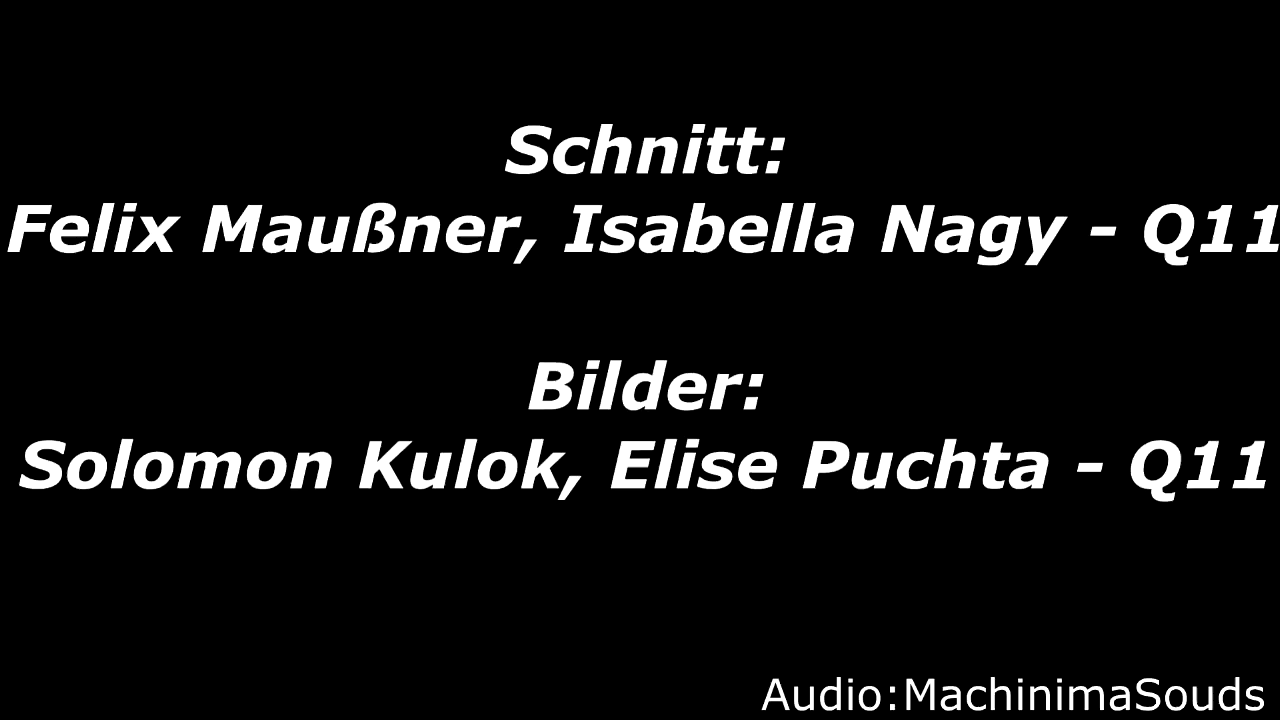 Schnitt:
Felix Maußner, Isabella Nagy - Q11
Bilder:
Solomon Kulok, Elise Puchta - Q11
Audio:MachinimaSouds